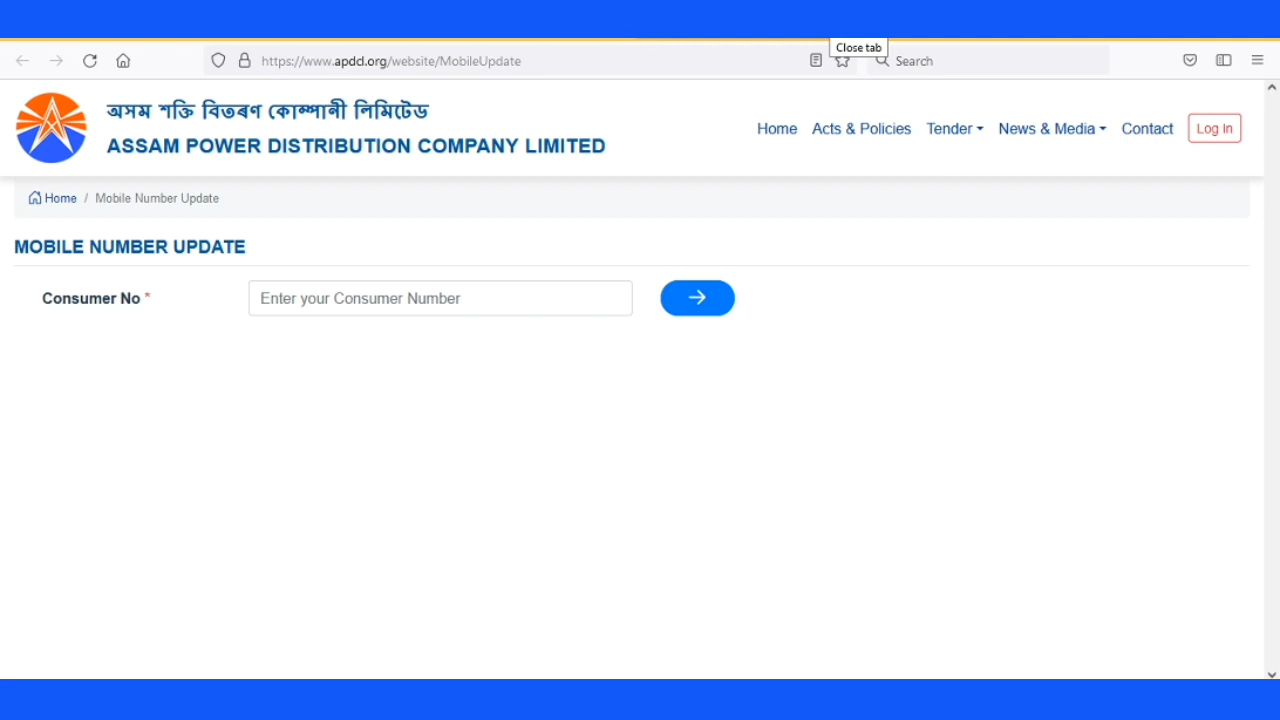 Close tab
https://www.apdcl.org/website/MobileUpdate
Search
অসম শক্তি বিতৰণ কোম্পানী লিমিটেড
ASSAM POWER DISTRIBUTION COMPANY LIMITED
Home Acts & Policies Tender News & Media Contact Log In
Home / Mobile Number Update
MOBILE NUMBER UPDATE
Consumer No * Enter your Consumer Number